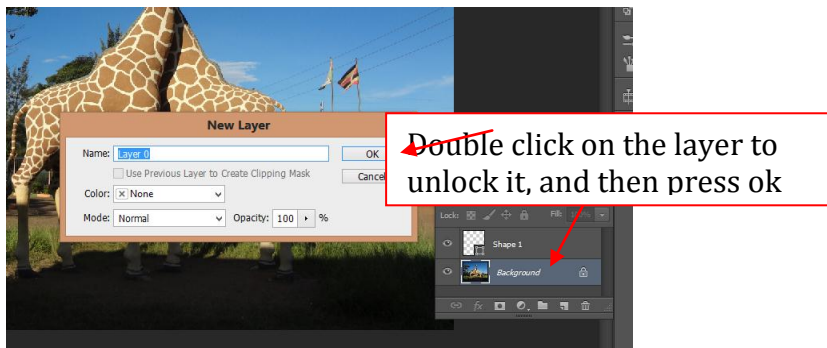 New Layer
Name: Layer 0
OK
Use Previous Layer to Create Clipping Mask
Cancel
Color: None
Mode: Normal Opacity: 100 %
Double click on the layer to
unlock it, and then press ok
Lock: Fill:
Shape 1
Background
fx